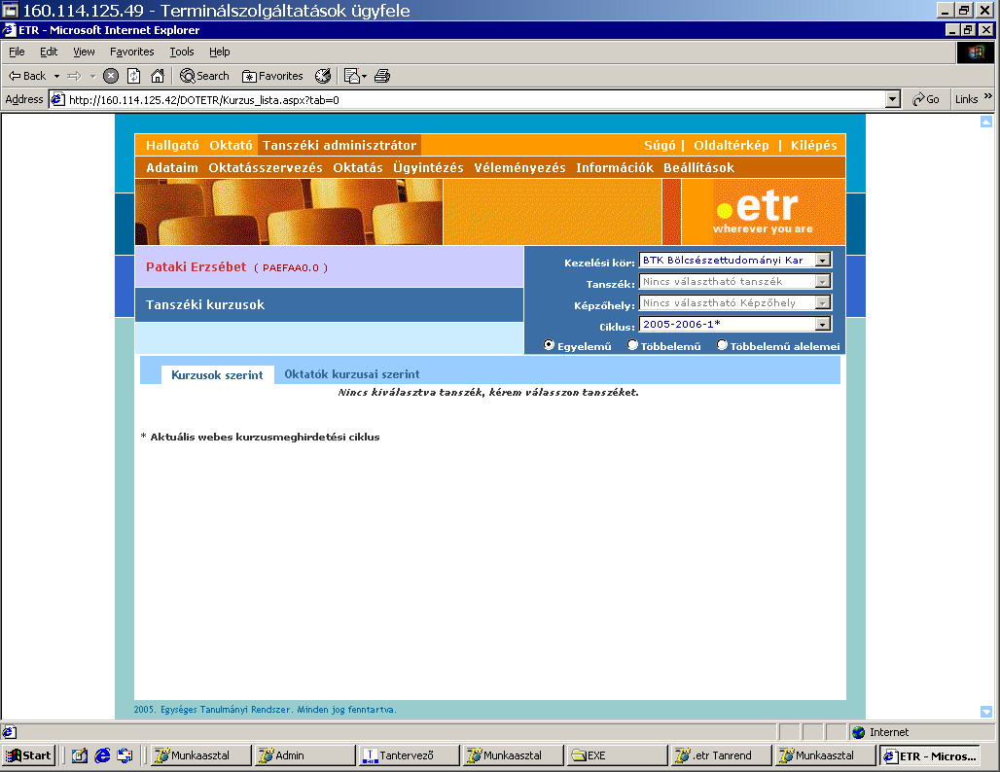 160.114.125.49 - Terminálszolgáltatások ügyfele
ETR - Microsoft Internet Explorer
File Edit View Favorites Tools Help
Back Search Favorites
Address http://160.114.125.42/DOTETR/Kurzus_lista.aspx?tab=0 Go Links »
Hallgató Oktató Tanszéki adminisztrátor Súgó | Oldaltérkép | Kilépés
Adataim Oktatásszervezés Oktatás Ügyintézés Véleményezés Információk Beállítások
.etr
wherever you are
Pataki Erzsébet ( PAEFAA0.0 )
Tanszéki kurzusok
Kezelési kör: BTK Bölcsészettudományi Kar
Tanszék: Nincs választható tanszék
Képzőhely: Nincs választható Képzőhely
Ciklus: 2005-2006-1*
Egyelemű Többelemű Többelemű alelemei
Kurzusok szerint Oktatók kurzusai szerint
Nincs kiválasztva tanszék, kérem válasszon tanszéket.
* Aktuális webes kurzusmeghirdetési ciklus
2005. Egységes Tanulmányi Rendszer. Minden jog fenntartva.
Internet
Start Munkaasztal Admin Tantervező Munkaasztal EXE .etr Tanrend Munkaasztal ETR - Micros...